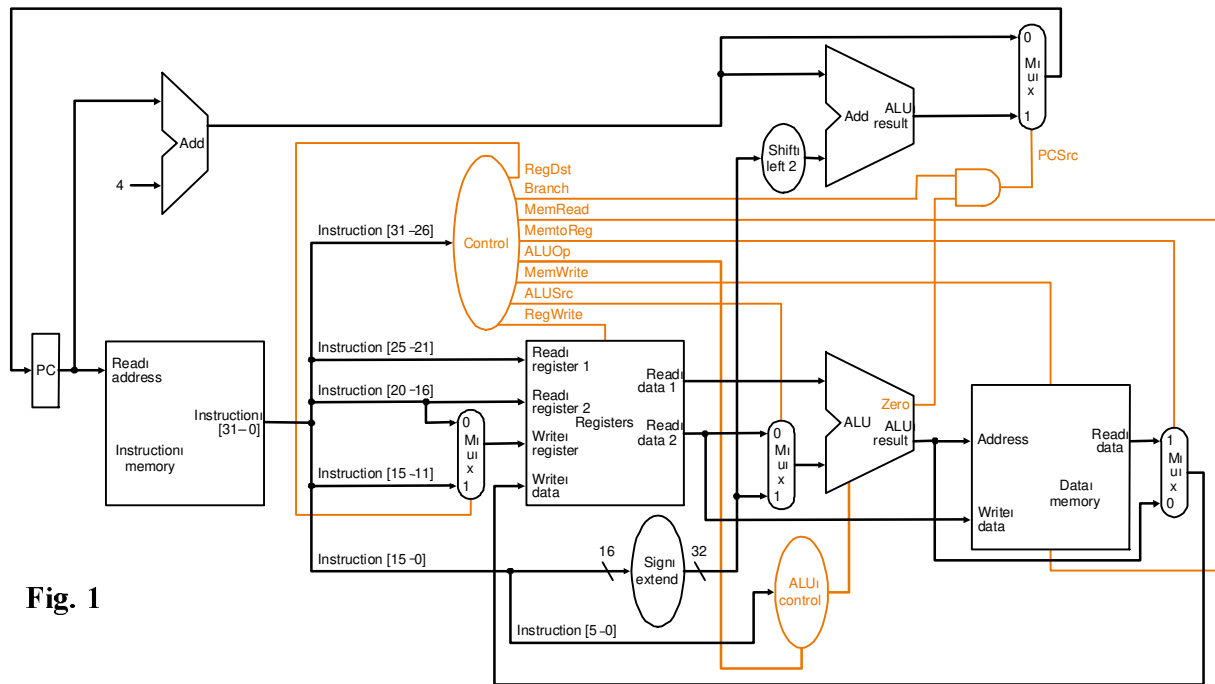 0
M
u
x
1
Add
Add
ALU
result
Shift
left 2
PCSrc
4
RegDst
Branch
MemRead
MemtoReg
ALUOp
MemWrite
ALUSrc
RegWrite
Control
Instruction [31–26]
Instruction [25–21]
Instruction [20–16]
Instruction [15–11]
Instruction [15–0]
Instruction [5–0]
PC
Read
address
Instruction
[31–0]
Instruction
memory
0
M
u
x
1
Read
register 1
Read
register 2
Write
register
Write
data
Registers
Read
data 1
Read
data 2
0
M
u
x
1
Zero
ALU
ALU
result
Address
Write
data
Read
data
Data
memory
1
M
u
x
0
16
Sign
extend
32
ALU
control
Fig. 1